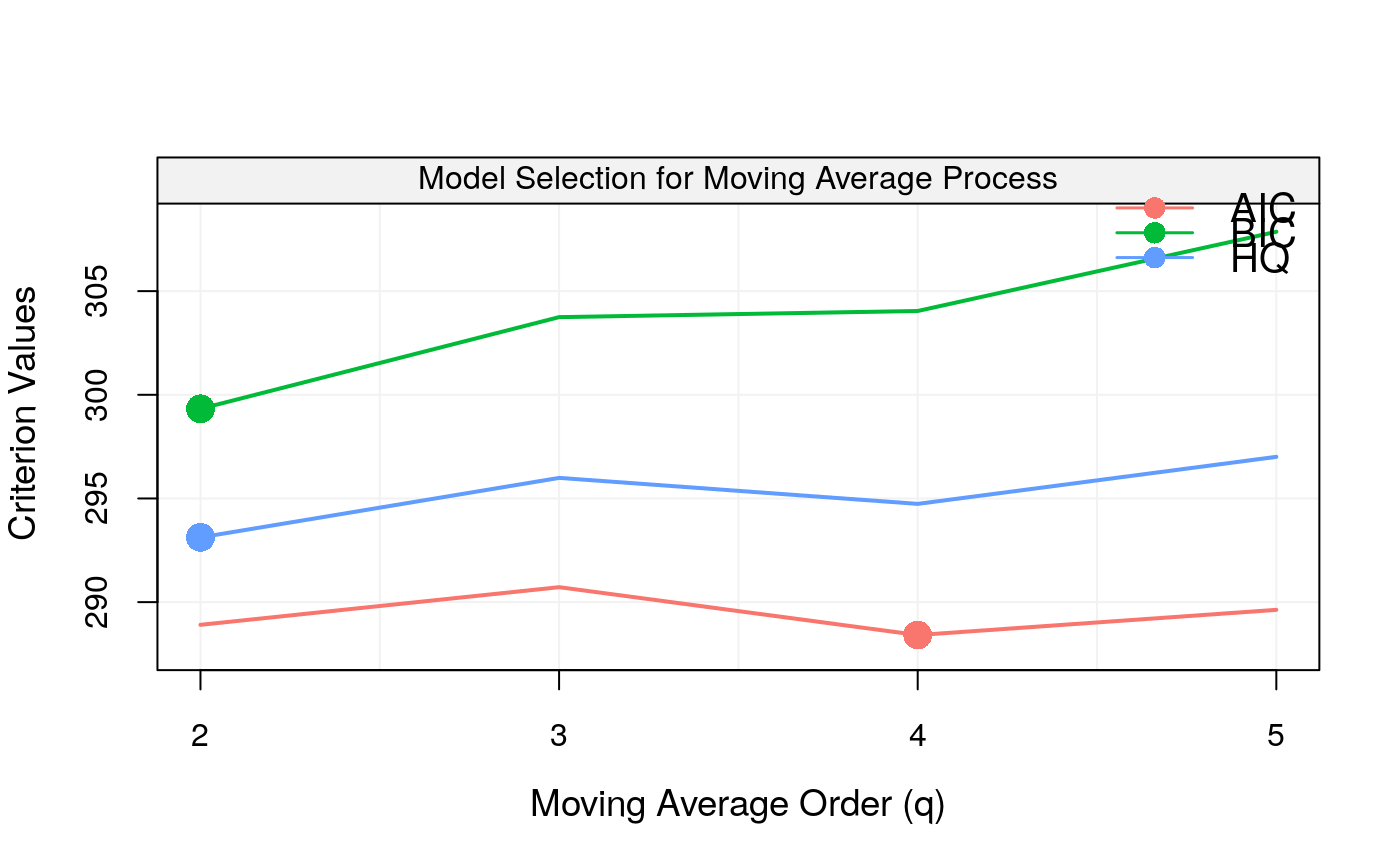 Model Selection for Moving Average Process
AIC
BIC
HQ
Criterion Values
305
300
295
290
2 3 4 5
Moving Average Order (q)